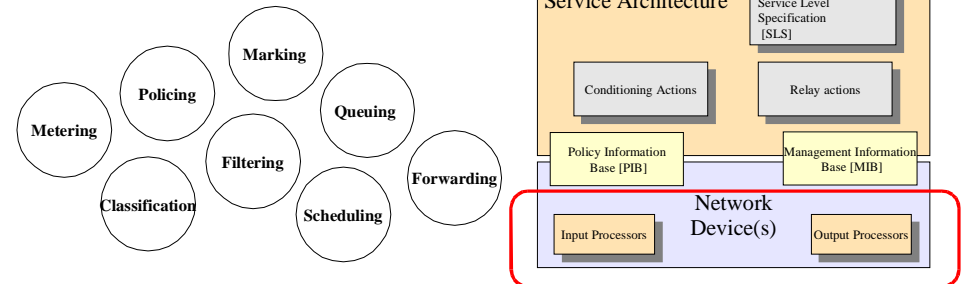 Marking
Policing
Queuing
Metering
Filtering
Forwarding
Classification
Scheduling
Service Architecture
Service Level
Specification
[SLS]
Conditioning Actions
Relay actions
Policy Information
Base [PIB]
Management Information
Base [MIB]
Network
Device(s)
Input Processors
Output Processors